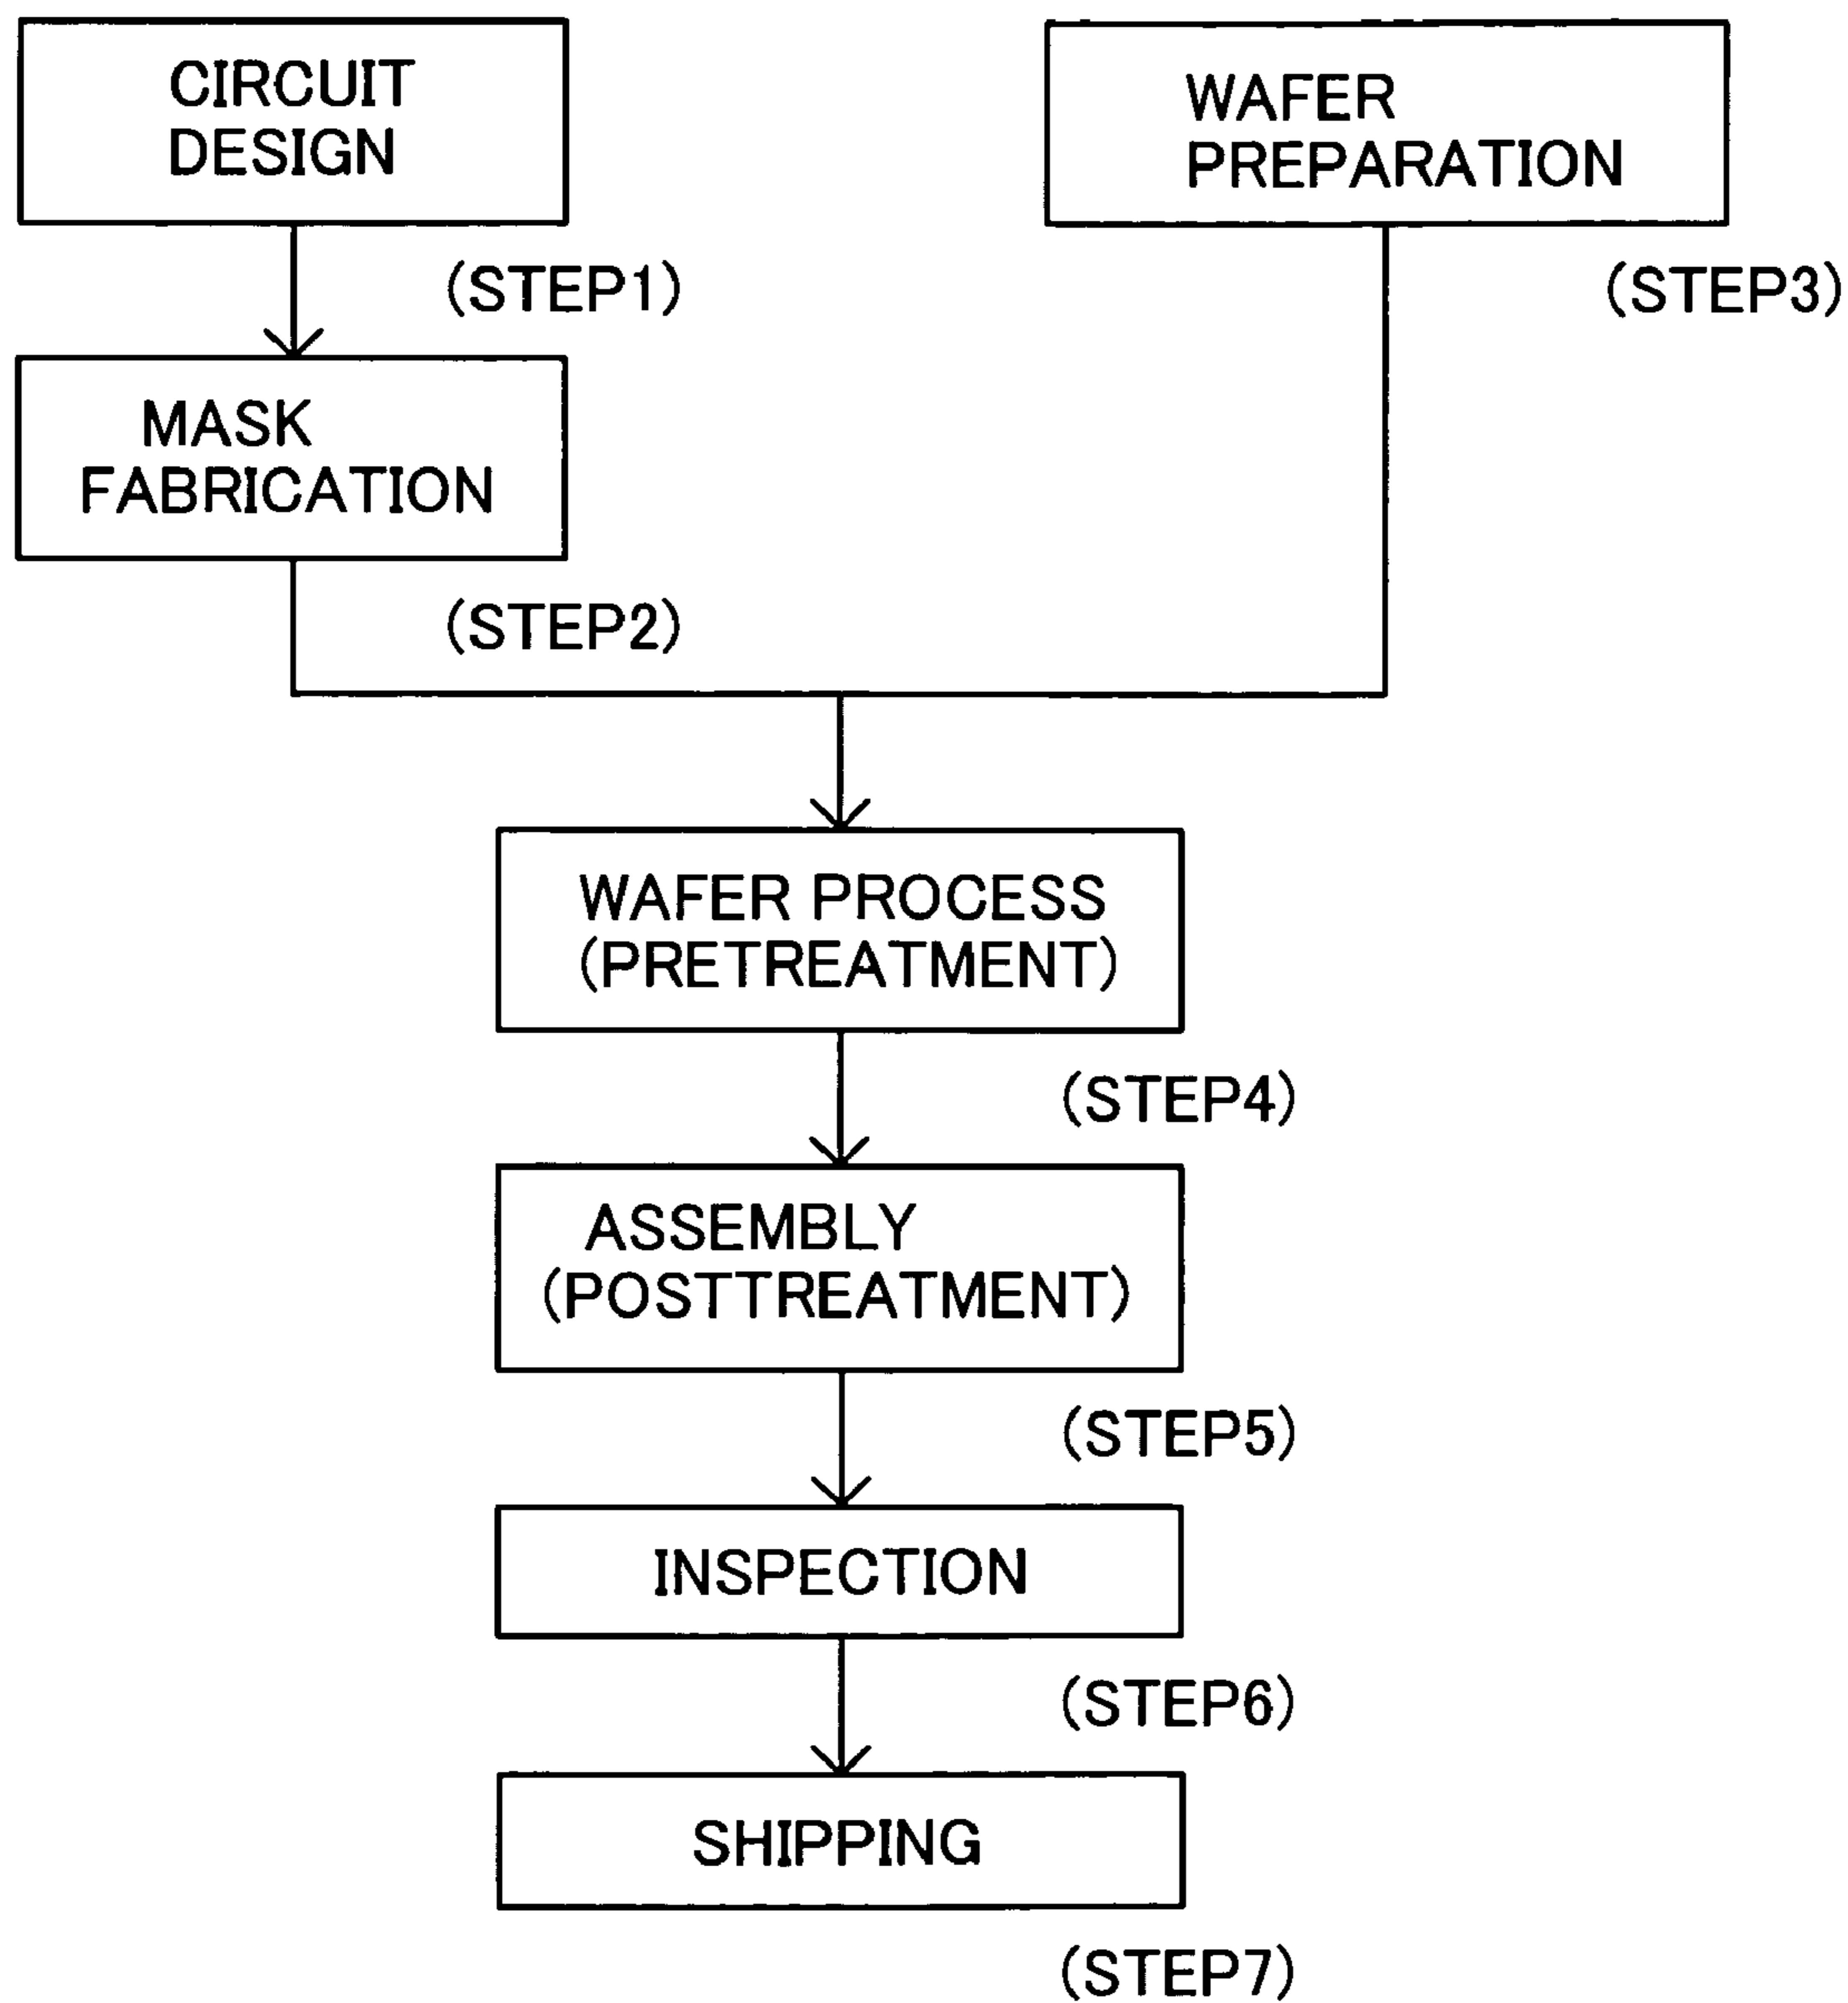 CIRCUIT
DESIGN
(STEP1)
MASK
FABRICATION
(STEP2)
WAFER
PREPARATION
(STEP3)
WAFER PROCESS
(PRETREATMENT)
(STEP4)
ASSEMBLY
(POSTTREATMENT)
(STEP5)
INSPECTION
(STEP6)
SHIPPING
(STEP7)